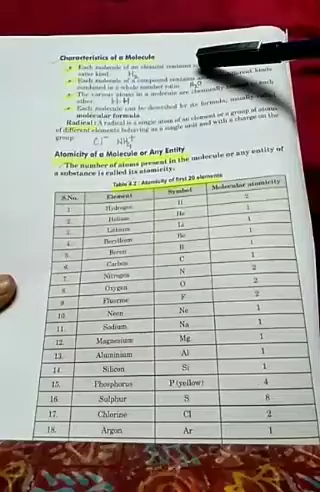 Characteristics of a Molecule
Each molecule of an element contains
same kind. H₂
Each molecule of a compound contains different kinds
combined in a whole number ratio H₂O
The various atoms in a molecule are chemically each
other. H-H
Each molecule can be described by its formula, usually
molecular formula.
Radical: A radical is a single atom of an element or a group of atoms
of different elements behaving as a single unit and with a charge on the
group. Cl⁻ NH₄⁺
Atomicity of a Molecule or Any Entity
The number of atoms present in the molecule or any entity of
a substance is called its atomicity.
Table 4.2 : Atomicity of first 20 elements
S.No. Element Symbol Molecular atomicity
1. Hydrogen H 2
2. Helium He 1
3. Lithium Li 1
4. Beryllium Be 1
5. Boron B 1
6. Carbon C 1
7. Nitrogen N 2
8. Oxygen O 2
9. Fluorine F 2
10. Neon Ne 1
11. Sodium Na 1
12. Magnesium Mg 1
13. Aluminium Al 1
14. Silicon Si 1
15. Phosphorus P (yellow) 4
16. Sulphur S 8
17. Chlorine Cl 2
18. Argon Ar 1